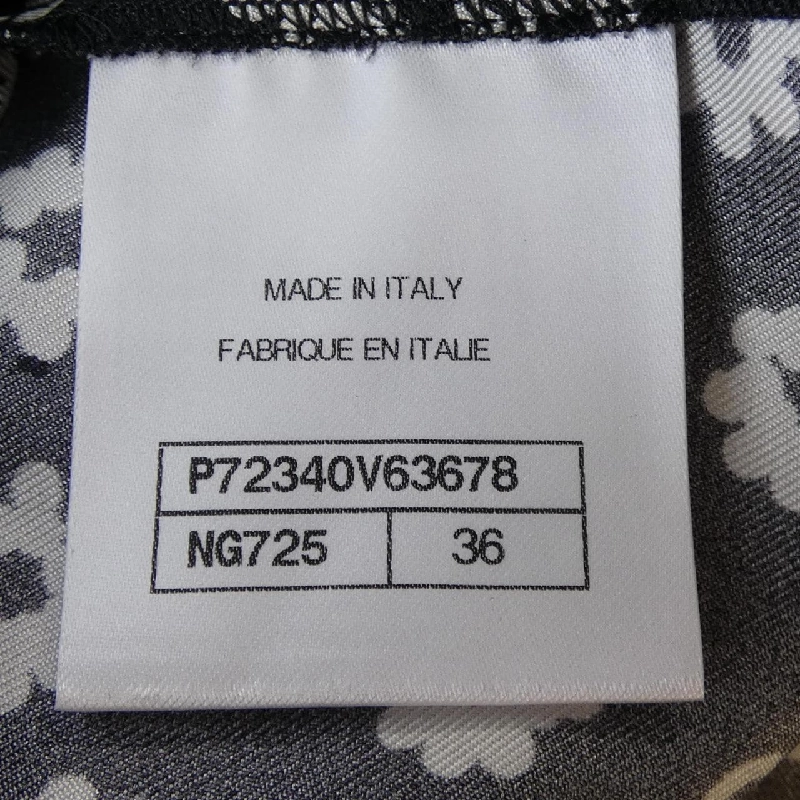 MADE IN ITALY
FABRIQUE EN ITALIE
P72340V63678
NG725 36